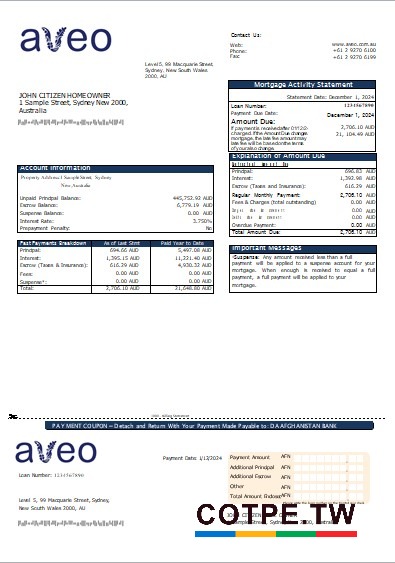 aveo
Contact Us:
Web: www.aveo.com.au
Phone: +61 2 9370 6100
Fax: +61 2 9370 6199
Level 5, 99 Macquarie Street,
Sydney, New South Wales
2000, AU
JOHN CITIZEN HOMEOWNER
1 Sample Street, Sydney New 2000,
Australia
Mortgage Activity Statement
Statement Date: December 1, 2024
Loan Number: 1234567890
Payment Due Date: December 1, 2024
Amount Due: 2,706.10 AUD
If payment is received after 01/12/
charged. If the Amount Due changes
mortgage, the late fee amount may
late fee will be based on the terms
of your situation change.
21, 104.49 AUD
Explanation of Amount Due
Principal: 696.83 AUD
Interest: 1,392.98 AUD
Escrow (Taxes and Insurance): 616.29 AUD
Regular Monthly Payment: 2,706.10 AUD
Fees & Charges (total outstanding) 0.00 AUD
0.00 AUD
0.00 AUD
Overdue Payment: 0.00 AUD
Total Amount Due: 2,706.10 AUD
Account Information
Property Address 1 Sample Street, Sydney
New, Australia
Unpaid Principal Balance: 445,752.92 AUD
Escrow Balance: 6,779.19 AUD
Suspense Balance: 0.00 AUD
Interest Rate: 3.750%
Prepayment Penalty: No
Past Payments Breakdown As of Last Stmt Paid Year to Date
Principal: 694.66 AUD 5,497.08 AUD
Interest: 1,395.15 AUD 11,221.40 AUD
Escrow (Taxes & Insurance): 616.29 AUD 4,930.32 AUD
Fees: 0.00 AUD 0.00 AUD
Suspense*: 0.00 AUD 0.00 AUD
Total: 2,706.10 AUD 21,648.80 AUD
Important Messages
*Suspense: Any amount received less than a full
payment will be applied to a suspense account for your
mortgage. When enough is received to equal a full
payment, a full payment will be applied to your
mortgage.
PAYMENT COUPON – Detach and Return With Your Payment Made Payable to: DA AFGHANISTAN BANK
aveo
Payment Date: 1/12/2024
Loan Number: 1234567890
Payment Amount AFN
Additional Principal AFN
Additional Escrow AFN
Other AFN
Total Amount Enclosed AFN
Level 5, 99 Macquarie Street, Sydney,
New South Wales 2000, AU
COTPE.TW